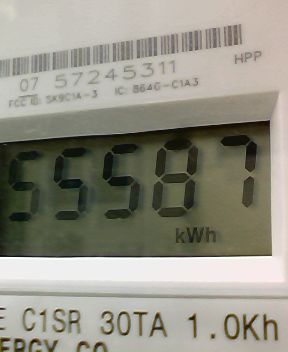 07 57245311
HPP
FCC ID: SK9C1A-3 IC: 864G-C1A3
55587
kWh
C1SR 30TA 1.0Kh